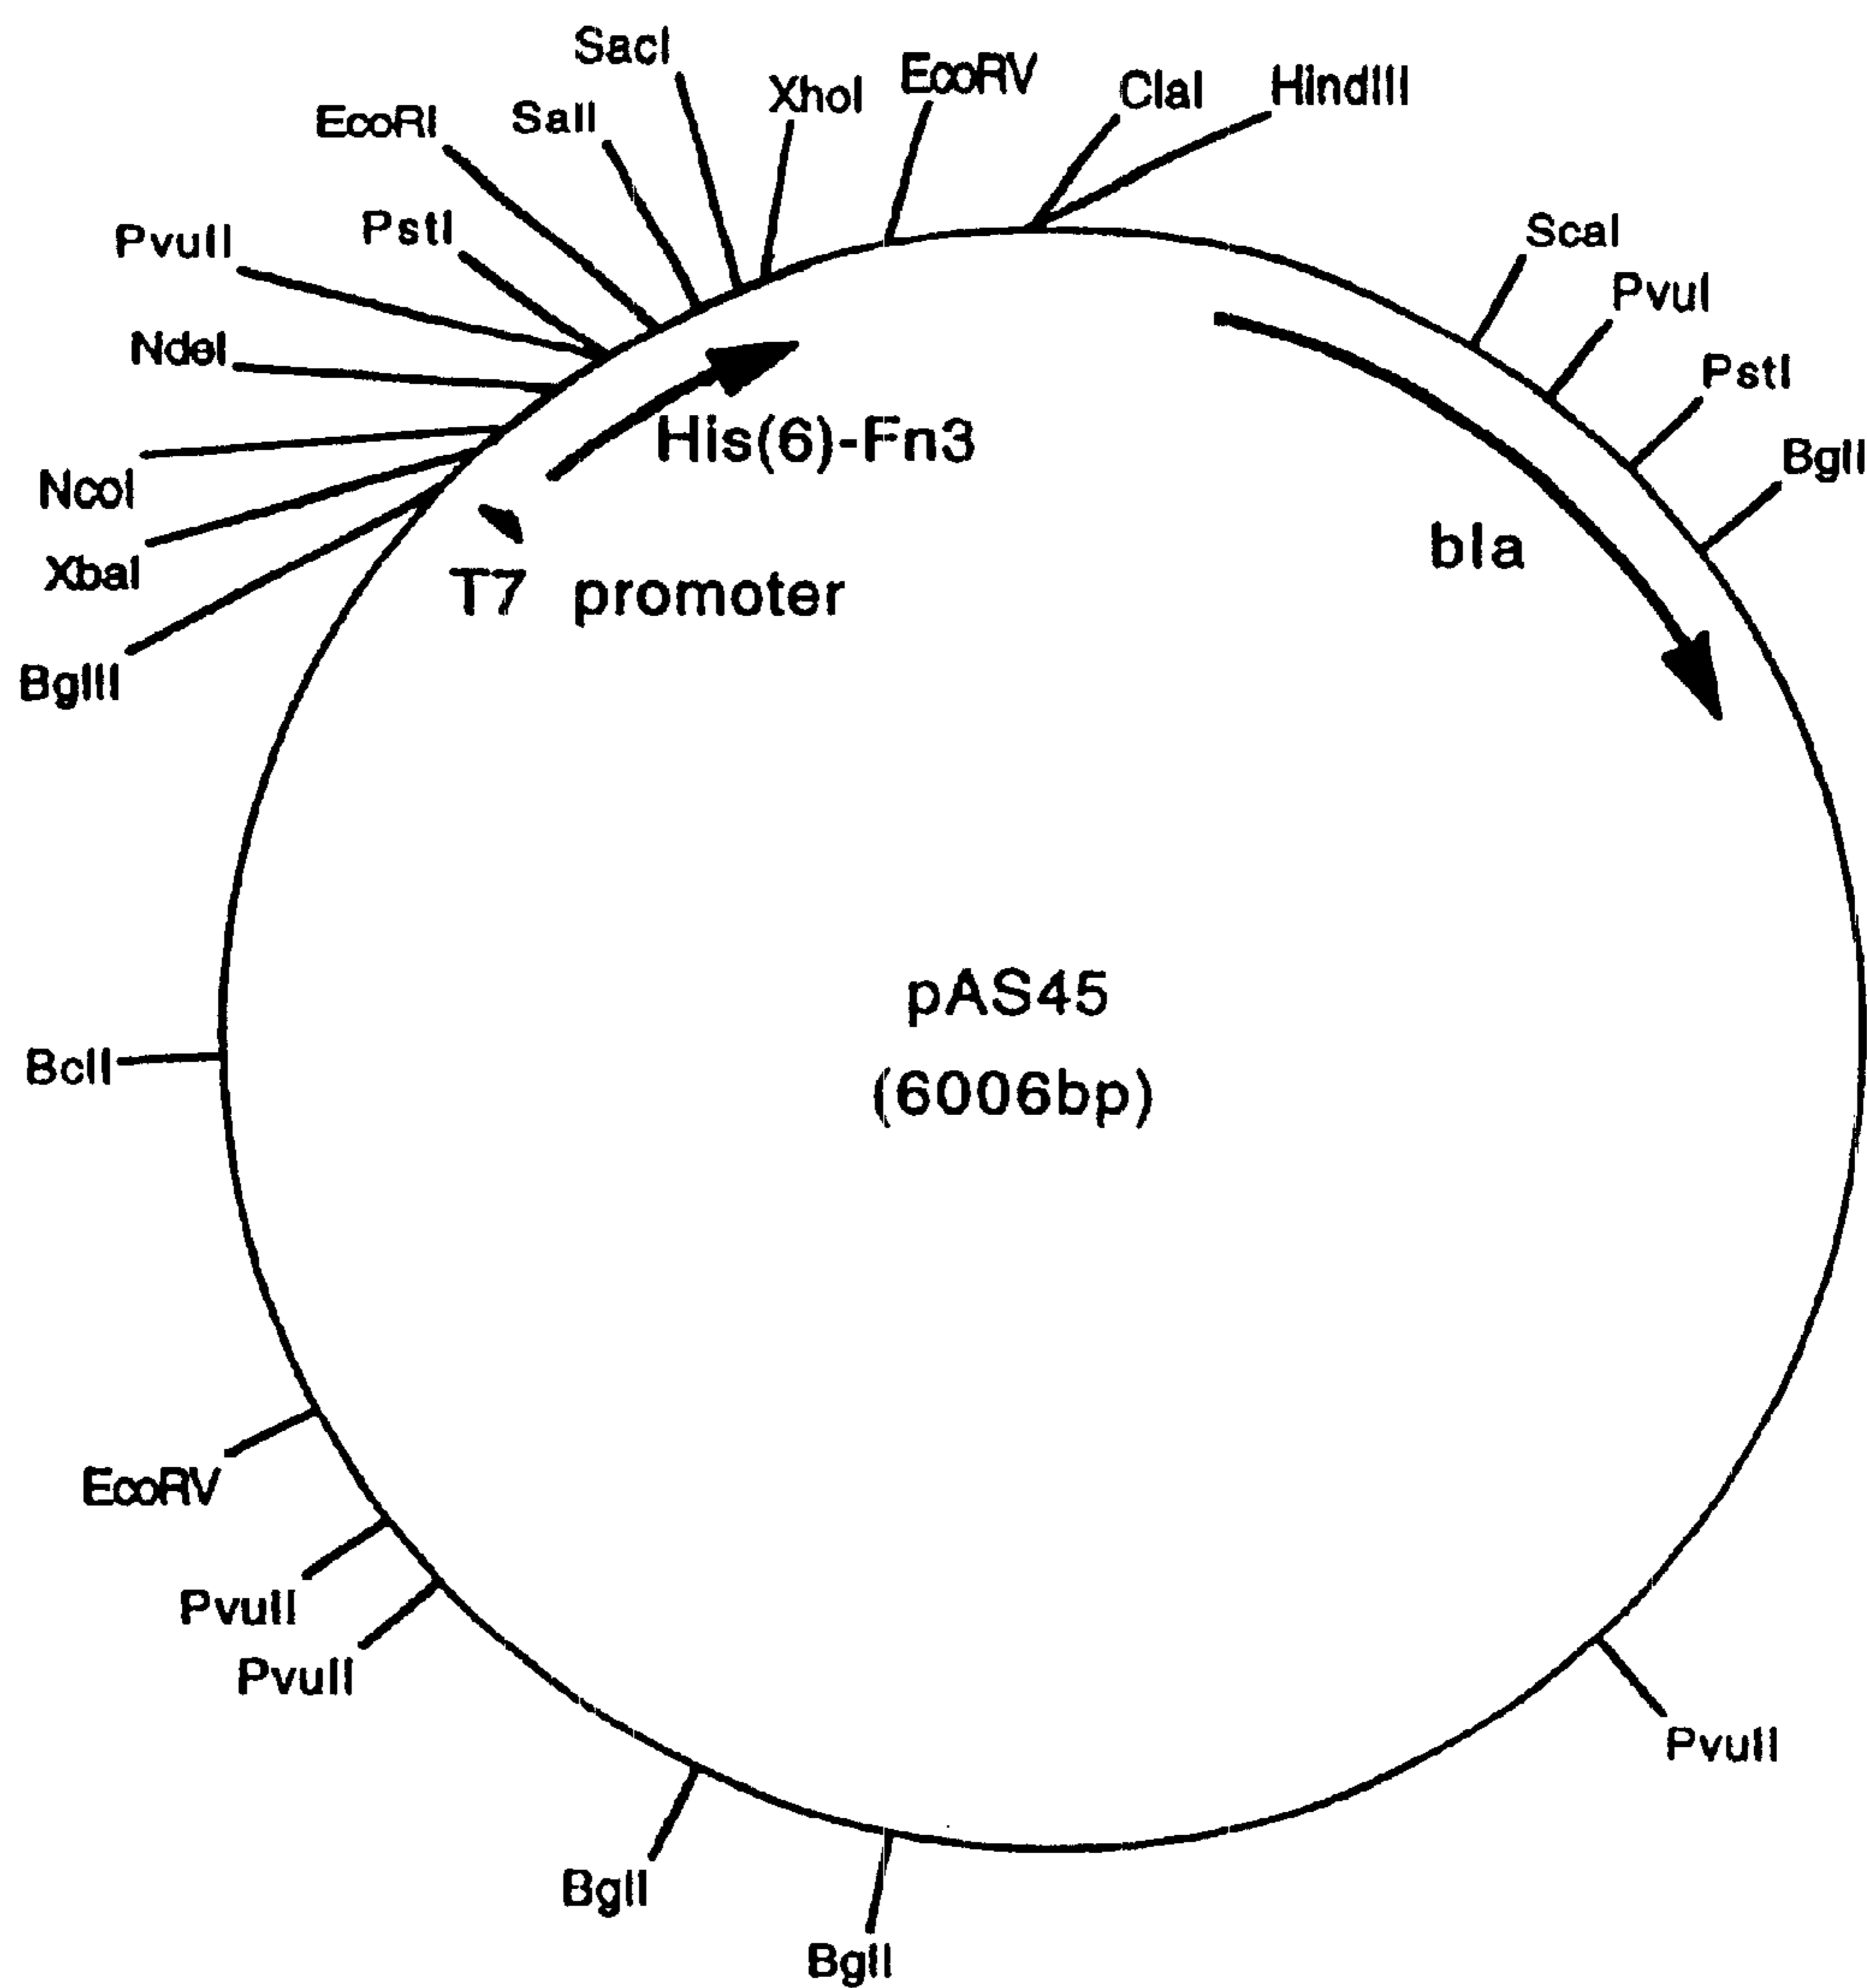 SacI
XhoI
EcoRV
ClaI
HindIII
EcoRI
SalI
PvuII
PstI
ScaI
PvuI
NdeI
PstI
His(6)-Fn3
BglI
NcoI
bla
XbaI
T7 promoter
BglII
pAS45
BclI
(6006bp)
EcoRV
PvuII
PvuII
PvuII
BglI
BglI